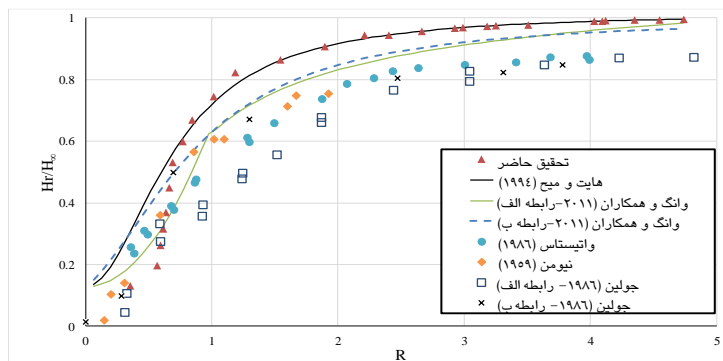 Hr/H∞
1
0.8
0.6
0.4
0.2
0
0
1
2
3
4
5
R
تحقیق حاضر
هایت و میح (۱۹۹۴)
وانگ و همکاران (۲۰۱۱-رابطه الف)
وانگ و همکاران (۲۰۱۱-رابطه ب)
واتیستاس (۱۹۸۶)
نیومن (۱۹۵۹)
جولین (۱۹۸۶- رابطه الف)
جولین (۱۹۸۶- رابطه ب)